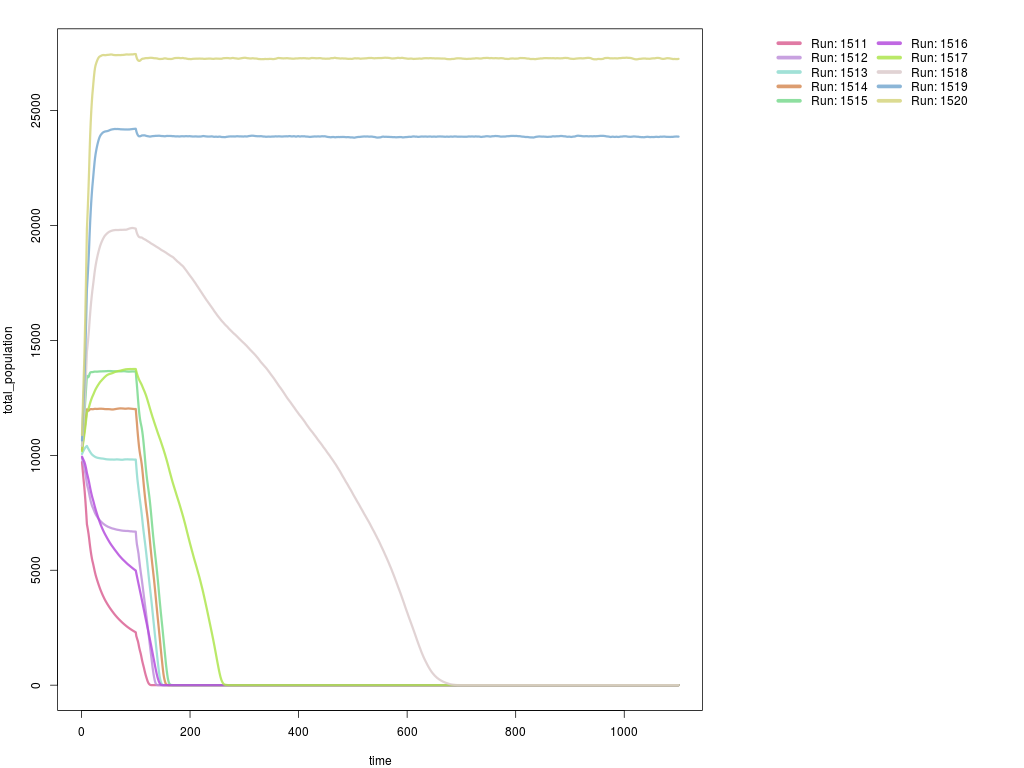 Run: 1511
Run: 1512
Run: 1513
Run: 1514
Run: 1515
Run: 1516
Run: 1517
Run: 1518
Run: 1519
Run: 1520
total_population
25000
20000
15000
10000
5000
0
0 200 400 600 800 1000
time